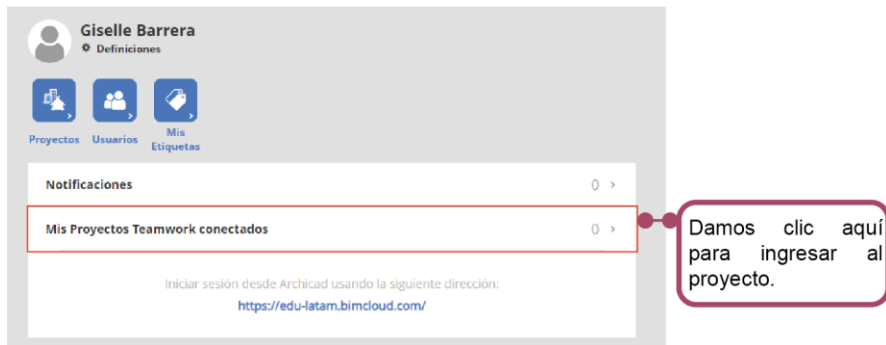 Giselle Barrera
Definiciones
Proyectos
Usuarios
Mis
Etiquetas
Notificaciones 0
Mis Proyectos Teamwork conectados 0
Damos clic aquí
para ingresar al
proyecto.
Iniciar sesión desde Archicad usando la siguiente dirección:
https://edu-latam.bimcloud.com/